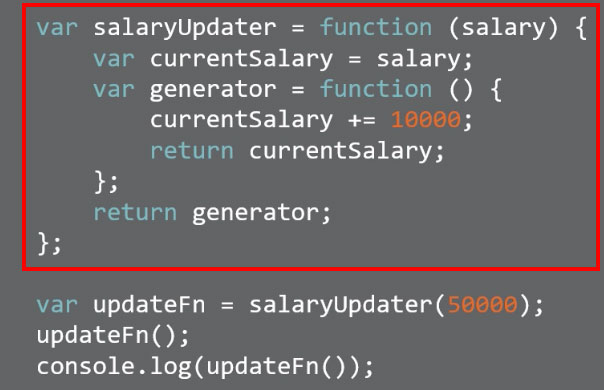 var salaryUpdater = function (salary) {
    var currentSalary = salary;
    var generator = function () {
        currentSalary += 10000;
        return currentSalary;
    };
    return generator;
};
var updateFn = salaryUpdater(50000);
updateFn();
console.log(updateFn());